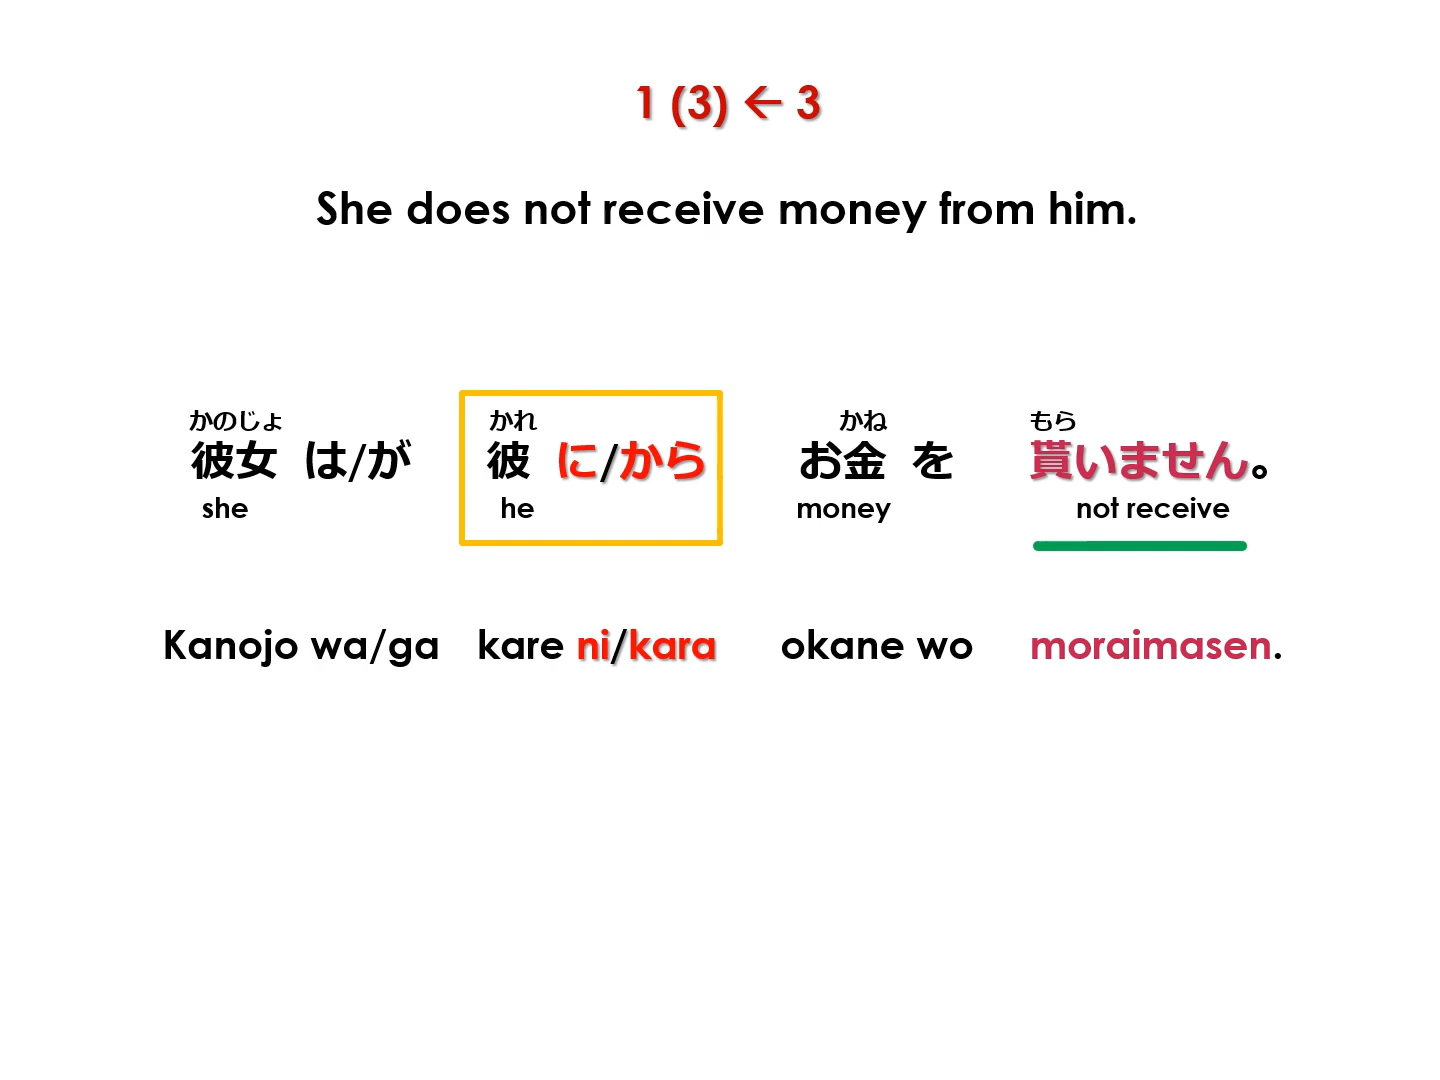 1 (3) ← 3
She does not receive money from him.
かのじょ かれ かね もら
彼女 は/が 彼 に/から お金 を 貰いません。
she he money not receive
Kanojo wa/ga kare ni/kara okane wo moraimasen.